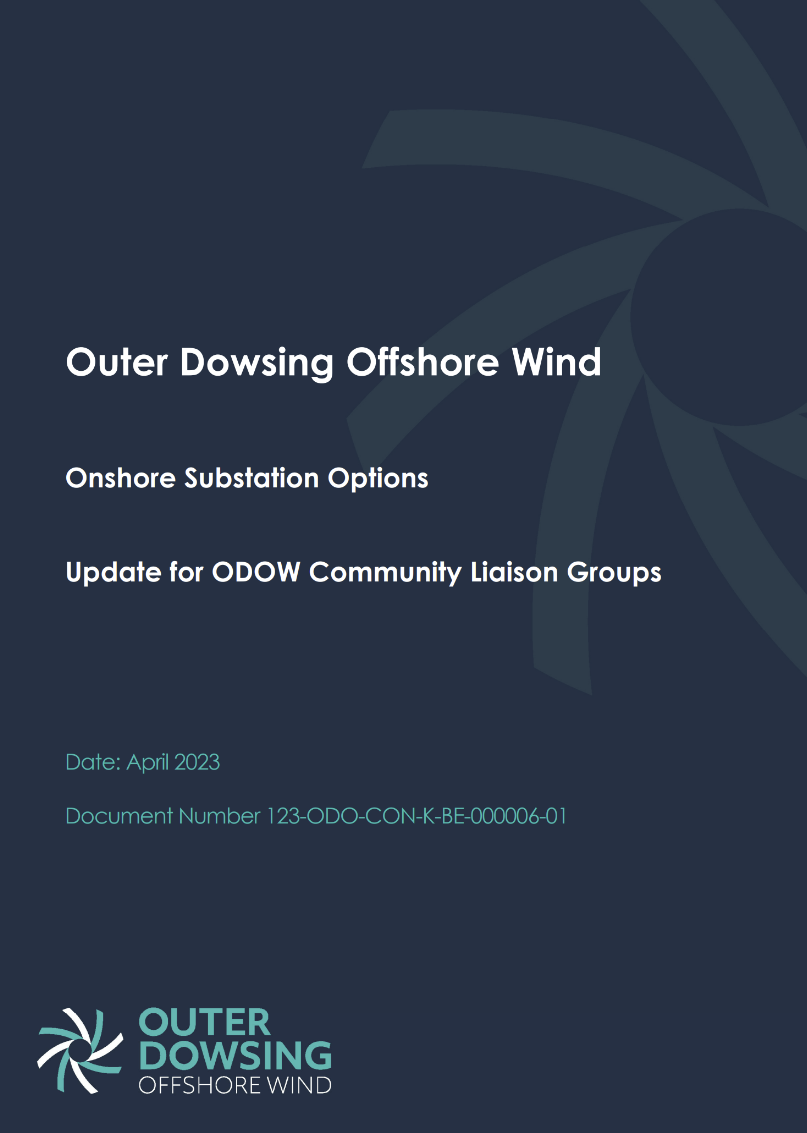 Outer Dowsing Offshore Wind
Onshore Substation Options
Update for ODOW Community Liaison Groups
Date: April 2023
Document Number 123-ODO-CON-K-BE-000006-01
OUTER
DOWSING
OFFSHORE WIND